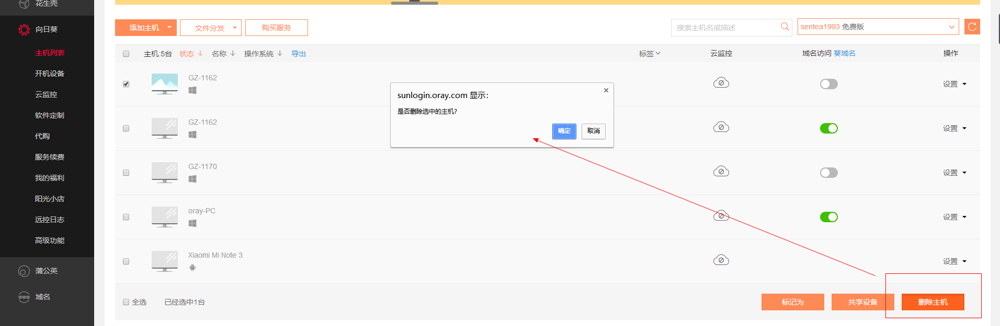 花生壳
向日葵
主机列表
开机设备
云监控
软件定制
代购
服务续费
我的福利
阳光小店
远控日志
高级功能
蒲公英
www 域名
添加主机 文件分发 购买服务 搜索主机名或描述 sentea1993 免费版
主机:5台 状态 名称 操作系统 导出 标签 云监控 域名访问 葵域名 操作
GZ-1162 设置
GZ-1162 设置
GZ-1170 设置
oray-PC 设置
Xiaomi Mi Note 3 设置
sunlogin.oray.com 显示：
是否删除选中的主机?
确定 取消
全选 已经选中1台 标记为 共享设备 删除主机